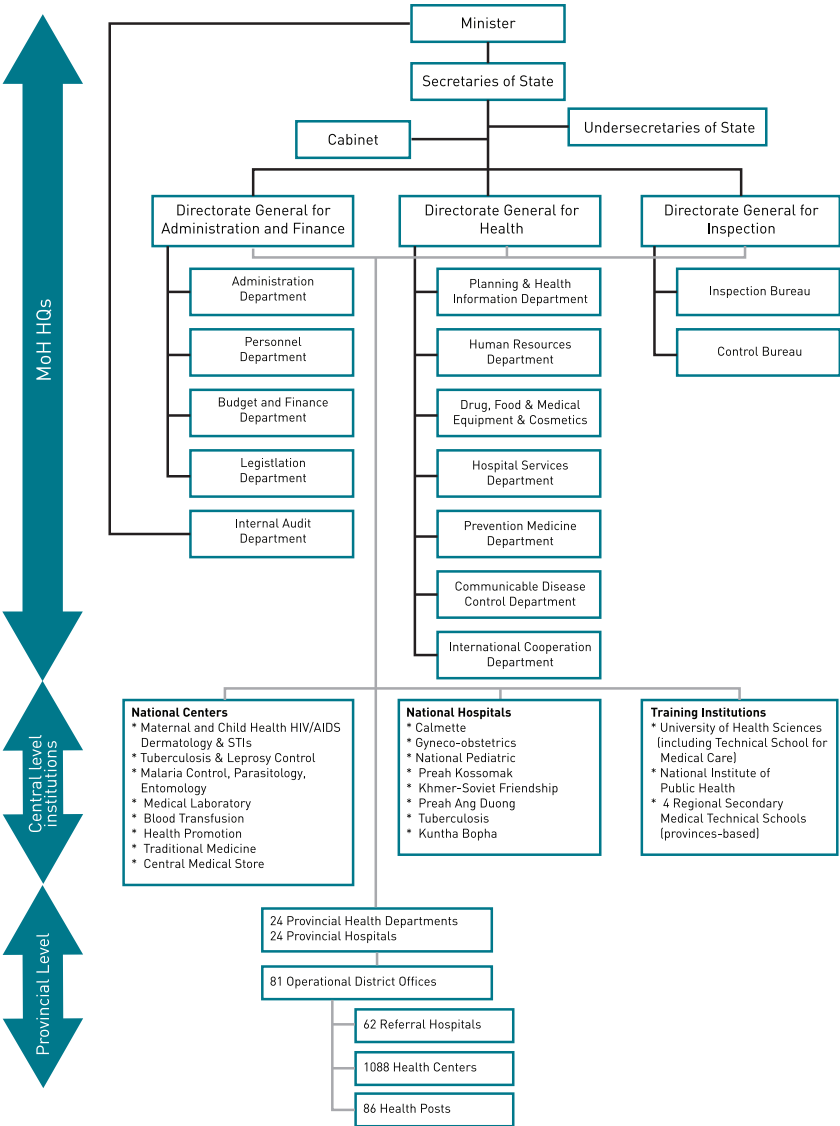 Minister
Secretaries of State
Cabinet
Undersecretaries of State
Directorate General for
Administration and Finance
Directorate General for
Health
Directorate General for
Inspection
MoH HQs
Administration
Department
Personnel
Department
Budget and Finance
Department
Legistlation
Department
Internal Audit
Department
Planning & Health
Information Department
Human Resources
Department
Drug, Food & Medical
Equipment & Cosmetics
Hospital Services
Department
Prevention Medicine
Department
Communicable Disease
Control Department
International Cooperation
Department
Inspection Bureau
Control Bureau
Central level
institutions
National Centers
* Maternal and Child Health HIV/AIDS
Dermatology & STIs
* Tuberculosis & Leprosy Control
* Malaria Control, Parasitology,
Entomology
* Medical Laboratory
* Blood Transfusion
* Health Promotion
* Traditional Medicine
* Central Medical Store
National Hospitals
* Calmette
* Gyneco-obstetrics
* National Pediatric
* Preah Kossomak
* Khmer-Soviet Friendship
* Preah Ang Duong
* Tuberculosis
* Kuntha Bopha
Training Institutions
* University of Health Sciences
(including Technical School for
Medical Care)
* National Institute of
Public Health
* 4 Regional Secondary
Medical Technical Schools
(provinces-based)
Provincial Level
24 Provincial Health Departments
24 Provincial Hospitals
81 Operational District Offices
62 Referral Hospitals
1088 Health Centers
86 Health Posts